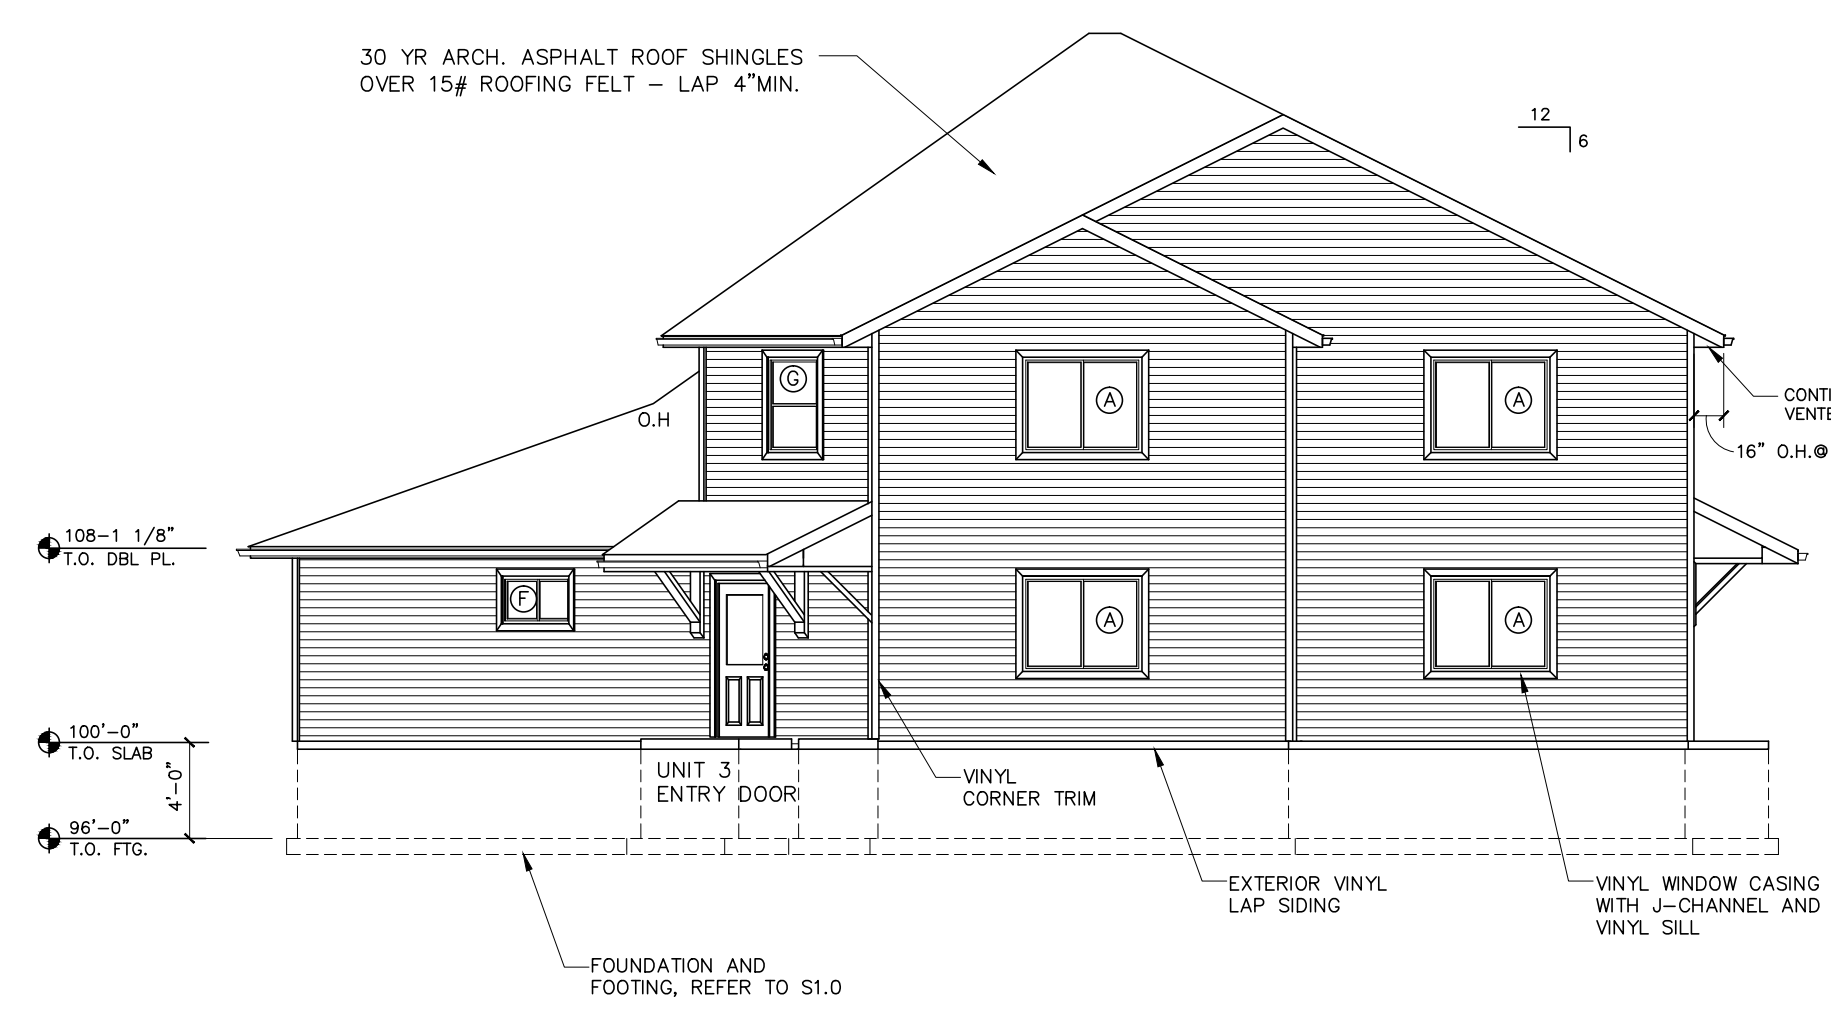 30 YR ARCH. ASPHALT ROOF SHINGLES
OVER 15# ROOFING FELT – LAP 4"MIN.
12
6
G
A
A
CONTI
VENTE
O.H
16" O.H.@
108-1 1/8"
T.O. DBL PL.
F
A
A
100'-0"
T.O. SLAB
4'-0"
UNIT 3
ENTRY DOOR
VINYL
CORNER TRIM
96'-0"
T.O. FTG.
EXTERIOR VINYL
LAP SIDING
VINYL WINDOW CASING
WITH J-CHANNEL AND
VINYL SILL
FOUNDATION AND
FOOTING, REFER TO S1.0